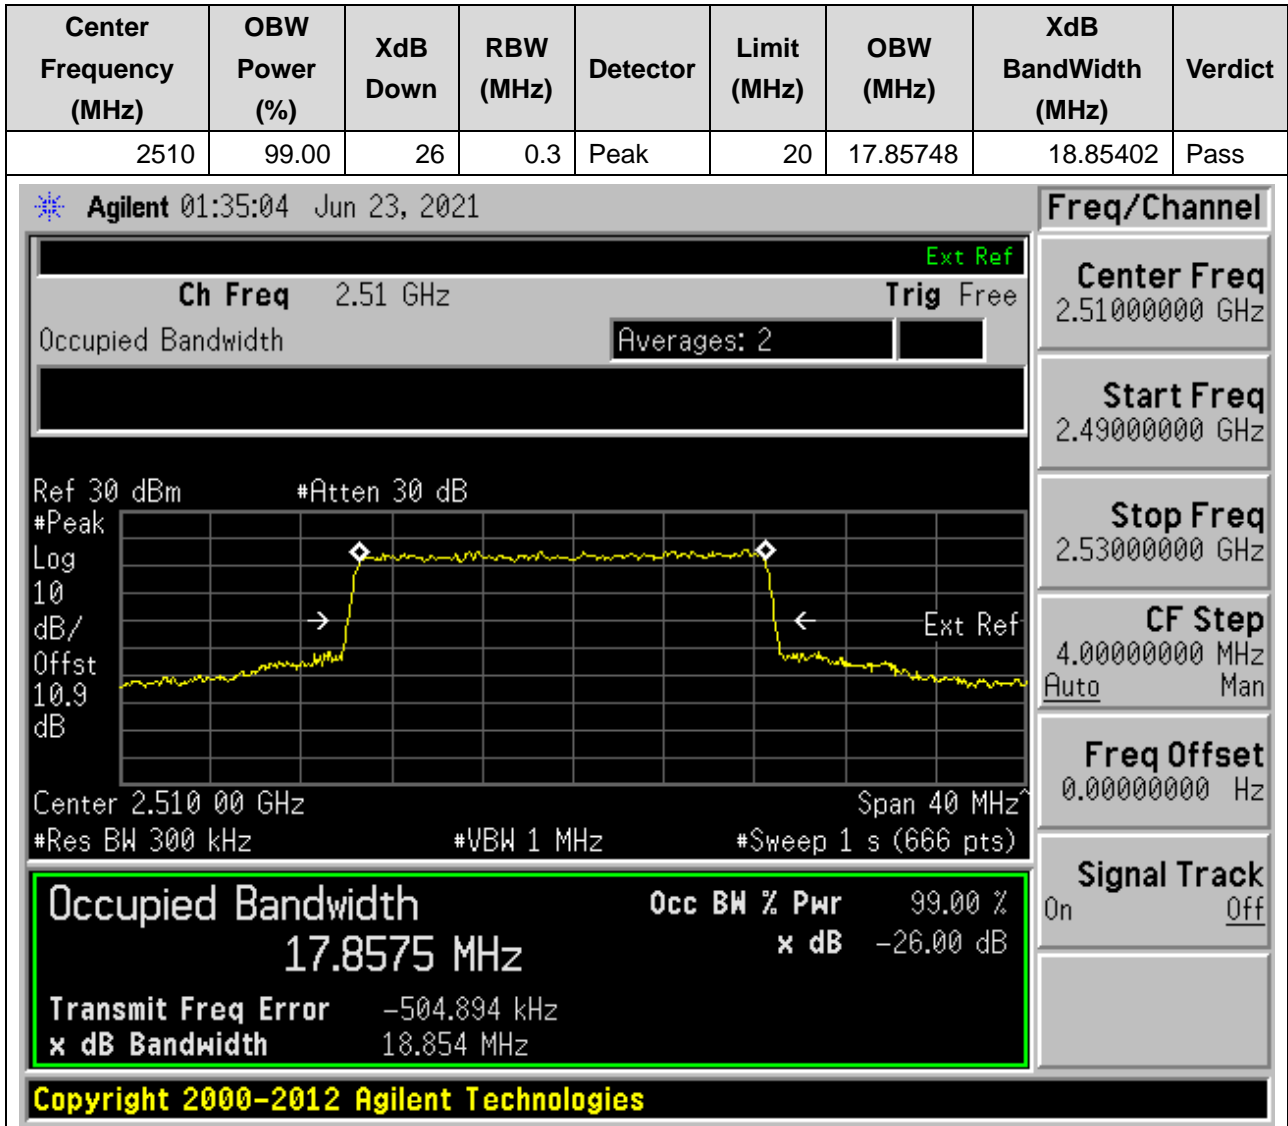 Center Frequency (MHz) OBW Power (%) XdB Down RBW (MHz) Detector Limit (MHz) OBW (MHz) XdB BandWidth (MHz) Verdict
2510 99.00 26 0.3 Peak 20 17.85748 18.85402 Pass
Agilent 01:35:04 Jun 23, 2021
Freq/Channel
Ext Ref
Ch Freq 2.51 GHz Trig Free
Occupied Bandwidth Averages: 2
Center Freq
2.51000000 GHz
Start Freq
2.49000000 GHz
Stop Freq
2.53000000 GHz
CF Step
4.00000000 MHz
Auto Man
Freq Offset
0.00000000 Hz
Signal Track
On Off
Ref 30 dBm #Atten 30 dB
#Peak
Log
10
dB/
Offst
10.9
dB
Ext Ref
Center 2.510 00 GHz Span 40 MHz^
#Res BW 300 kHz #VBW 1 MHz #Sweep 1 s (666 pts)
Occupied Bandwidth
17.8575 MHz
Occ BW % Pwr 99.00 %
x dB -26.00 dB
Transmit Freq Error -504.894 kHz
x dB Bandwidth 18.854 MHz
Copyright 2000-2012 Agilent Technologies